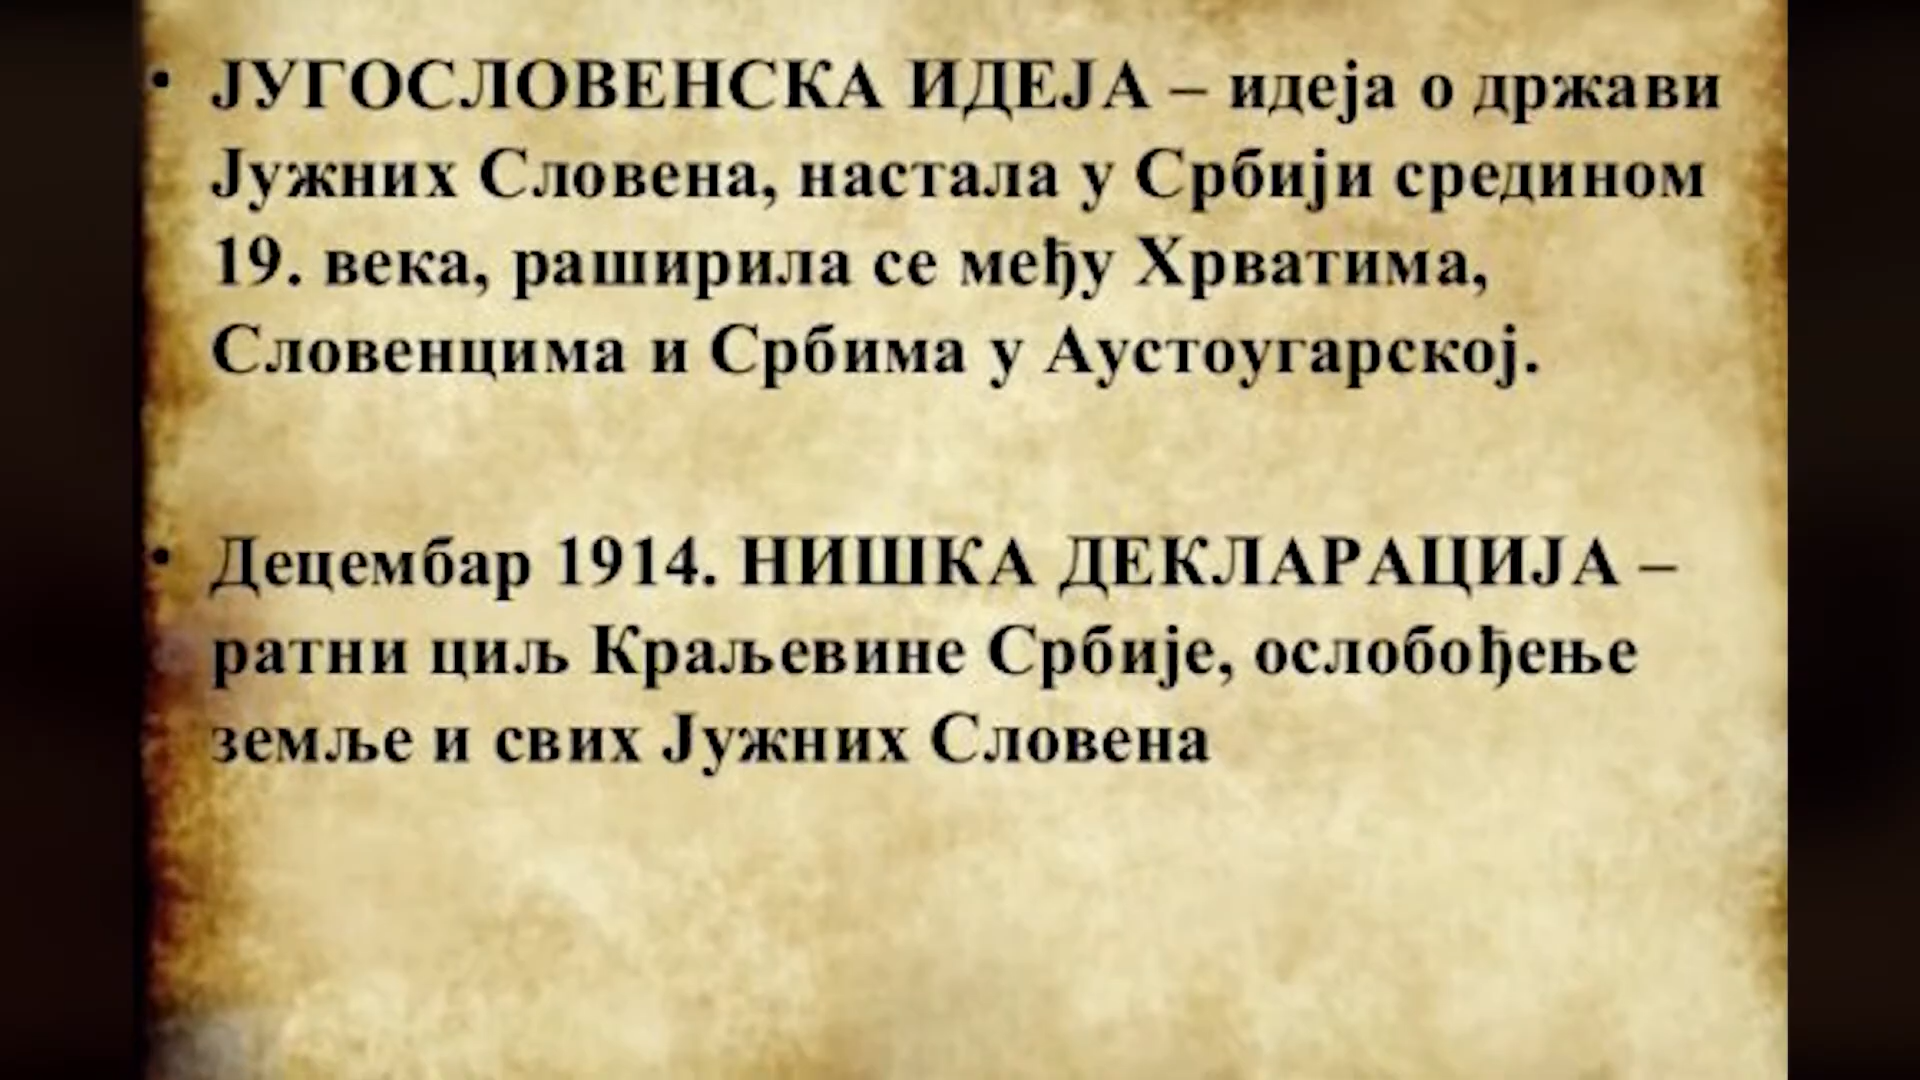 • ЈУГОСЛОВЕНСКА ИДЕЈА – идеја о држави
Јужних Словена, настала у Србији средином
19. века, раширила се међу Хрватима,
Словенцима и Србима у Аустоугарској.
• Децембар 1914. НИШКА ДЕКЛАРАЦИЈА –
ратни циљ Краљевине Србије, ослобођење
земље и свих Јужних Словена